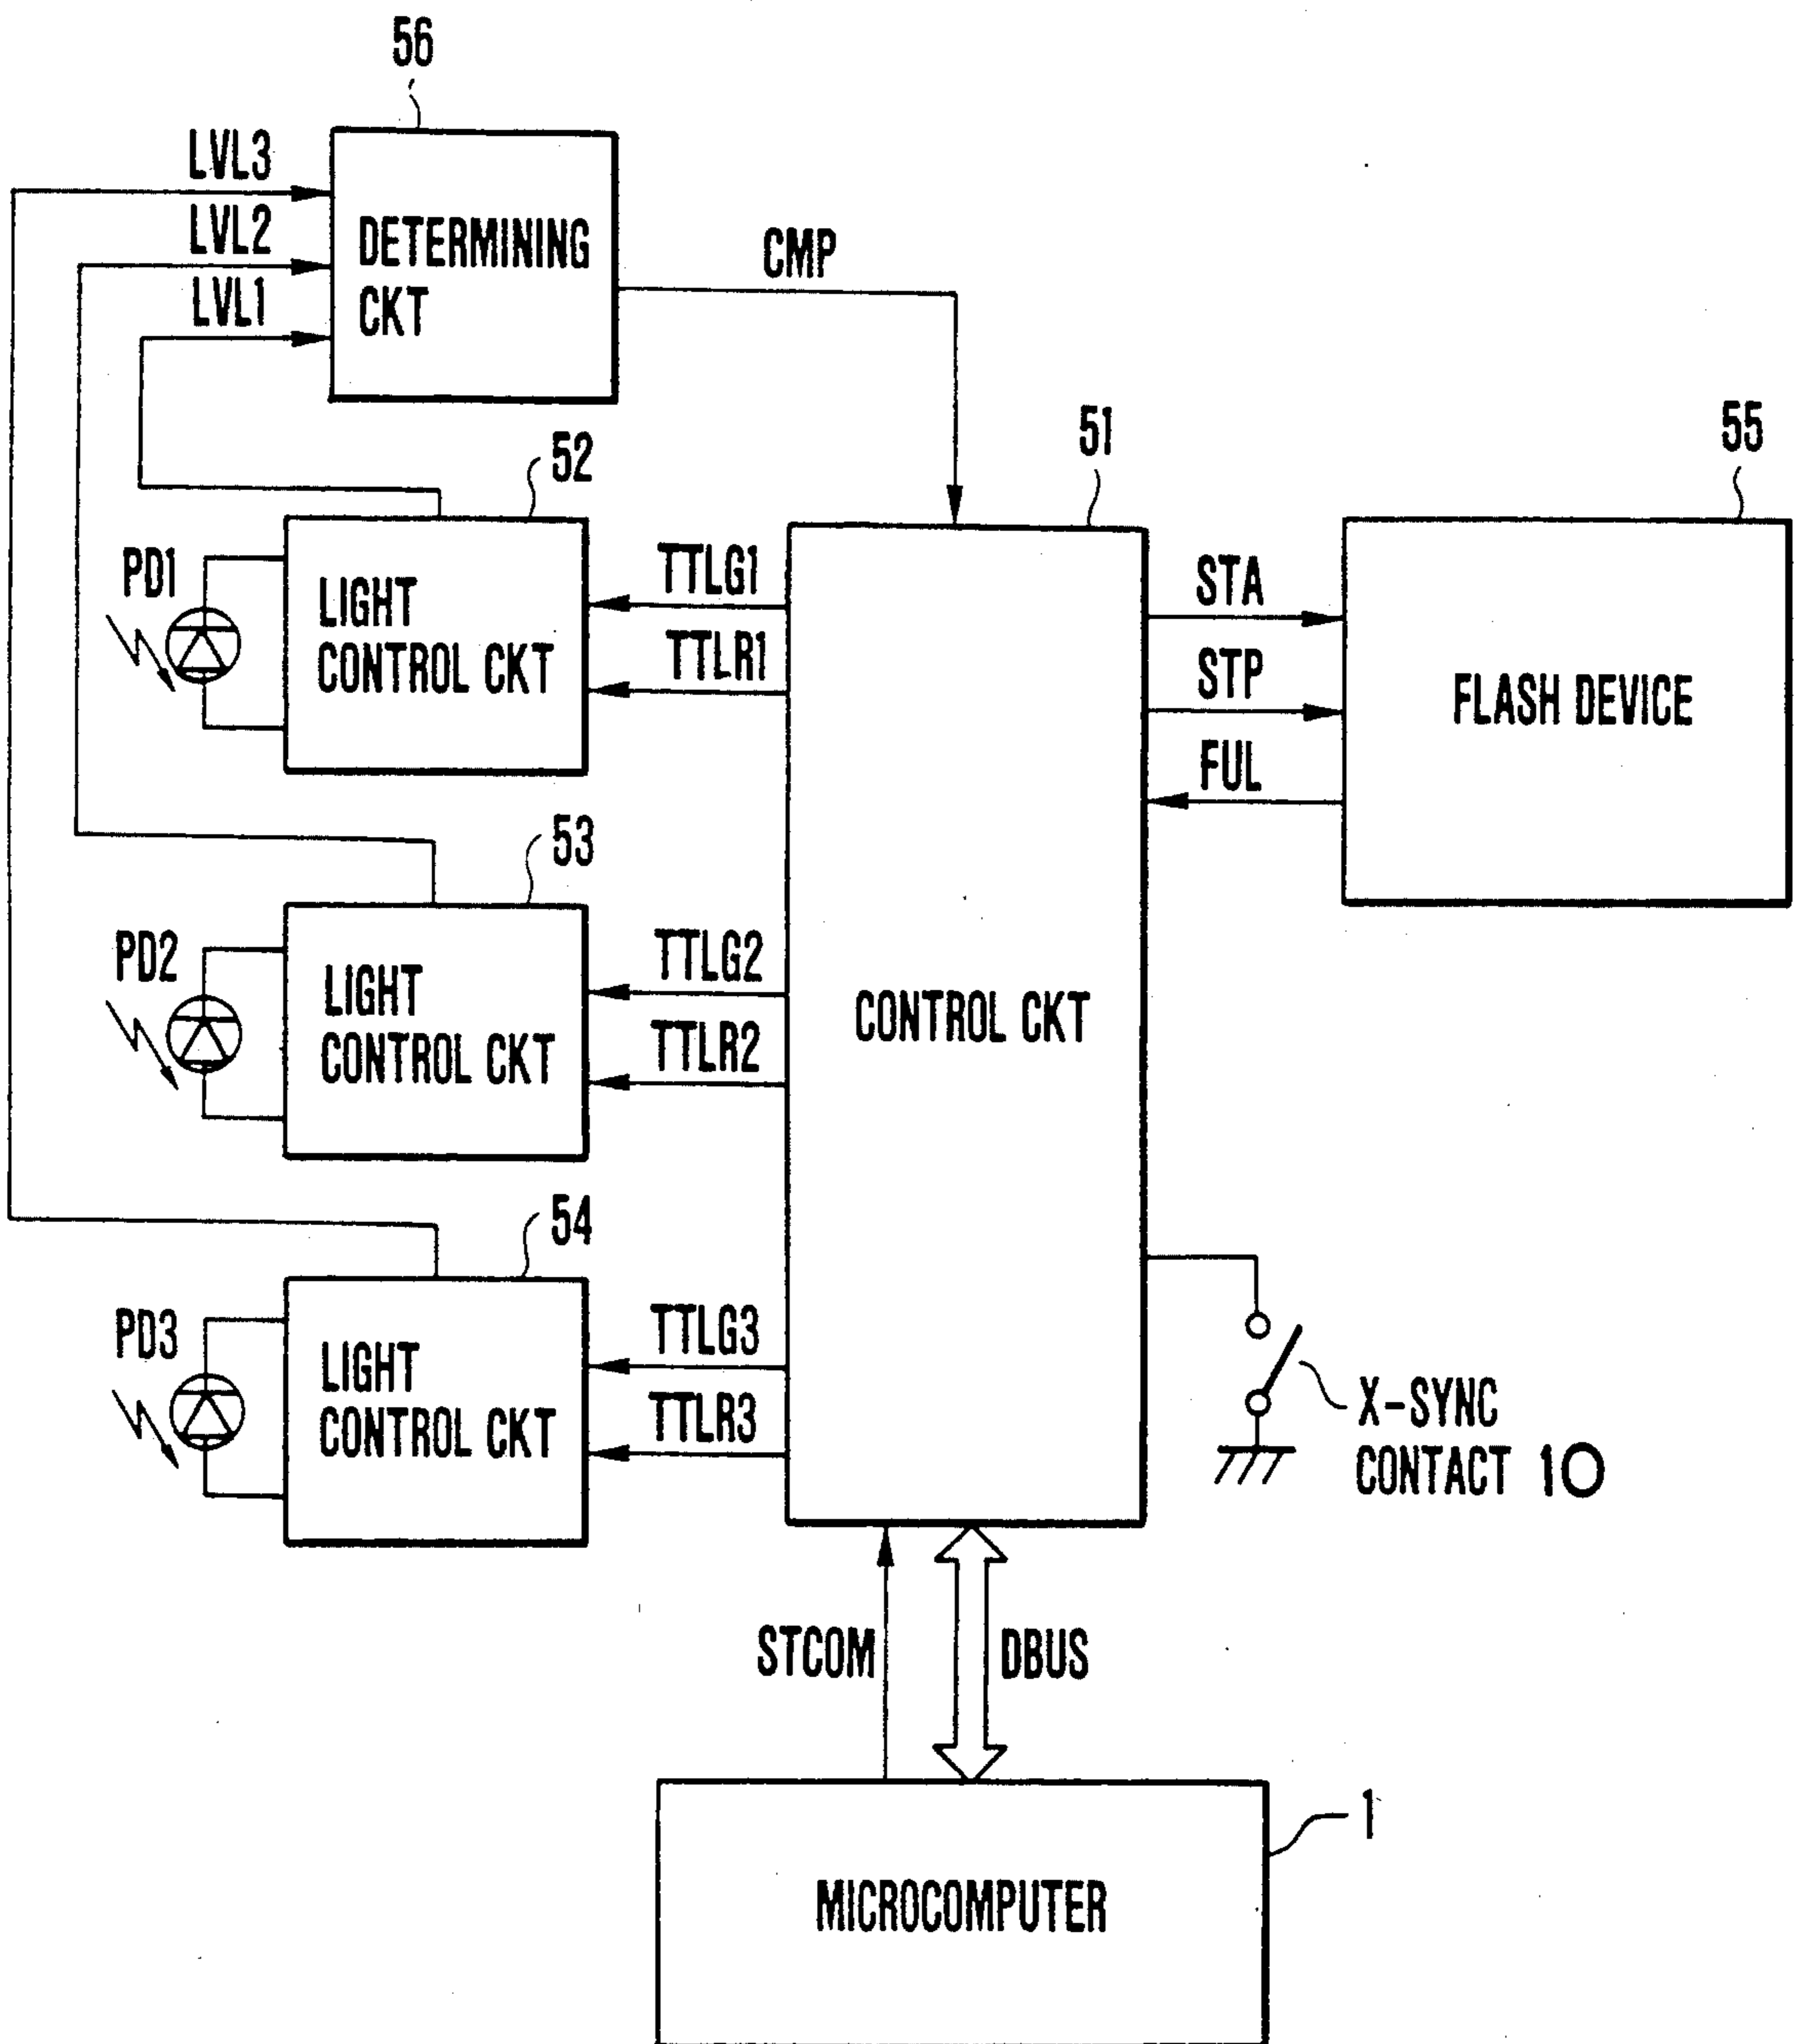 56
LVL3
LVL2
LVL1
DETERMINING
CKT
CMP
52
51
55
PD1
LIGHT
CONTROL CKT
TTLG1
TTLR1
STA
STP
FUL
FLASH DEVICE
53
PD2
LIGHT
CONTROL CKT
TTLG2
TTLR2
CONTROL CKT
54
PD3
LIGHT
CONTROL CKT
TTLG3
TTLR3
X-SYNC
CONTACT 10
STCOM
DBUS
1
MICROCOMPUTER